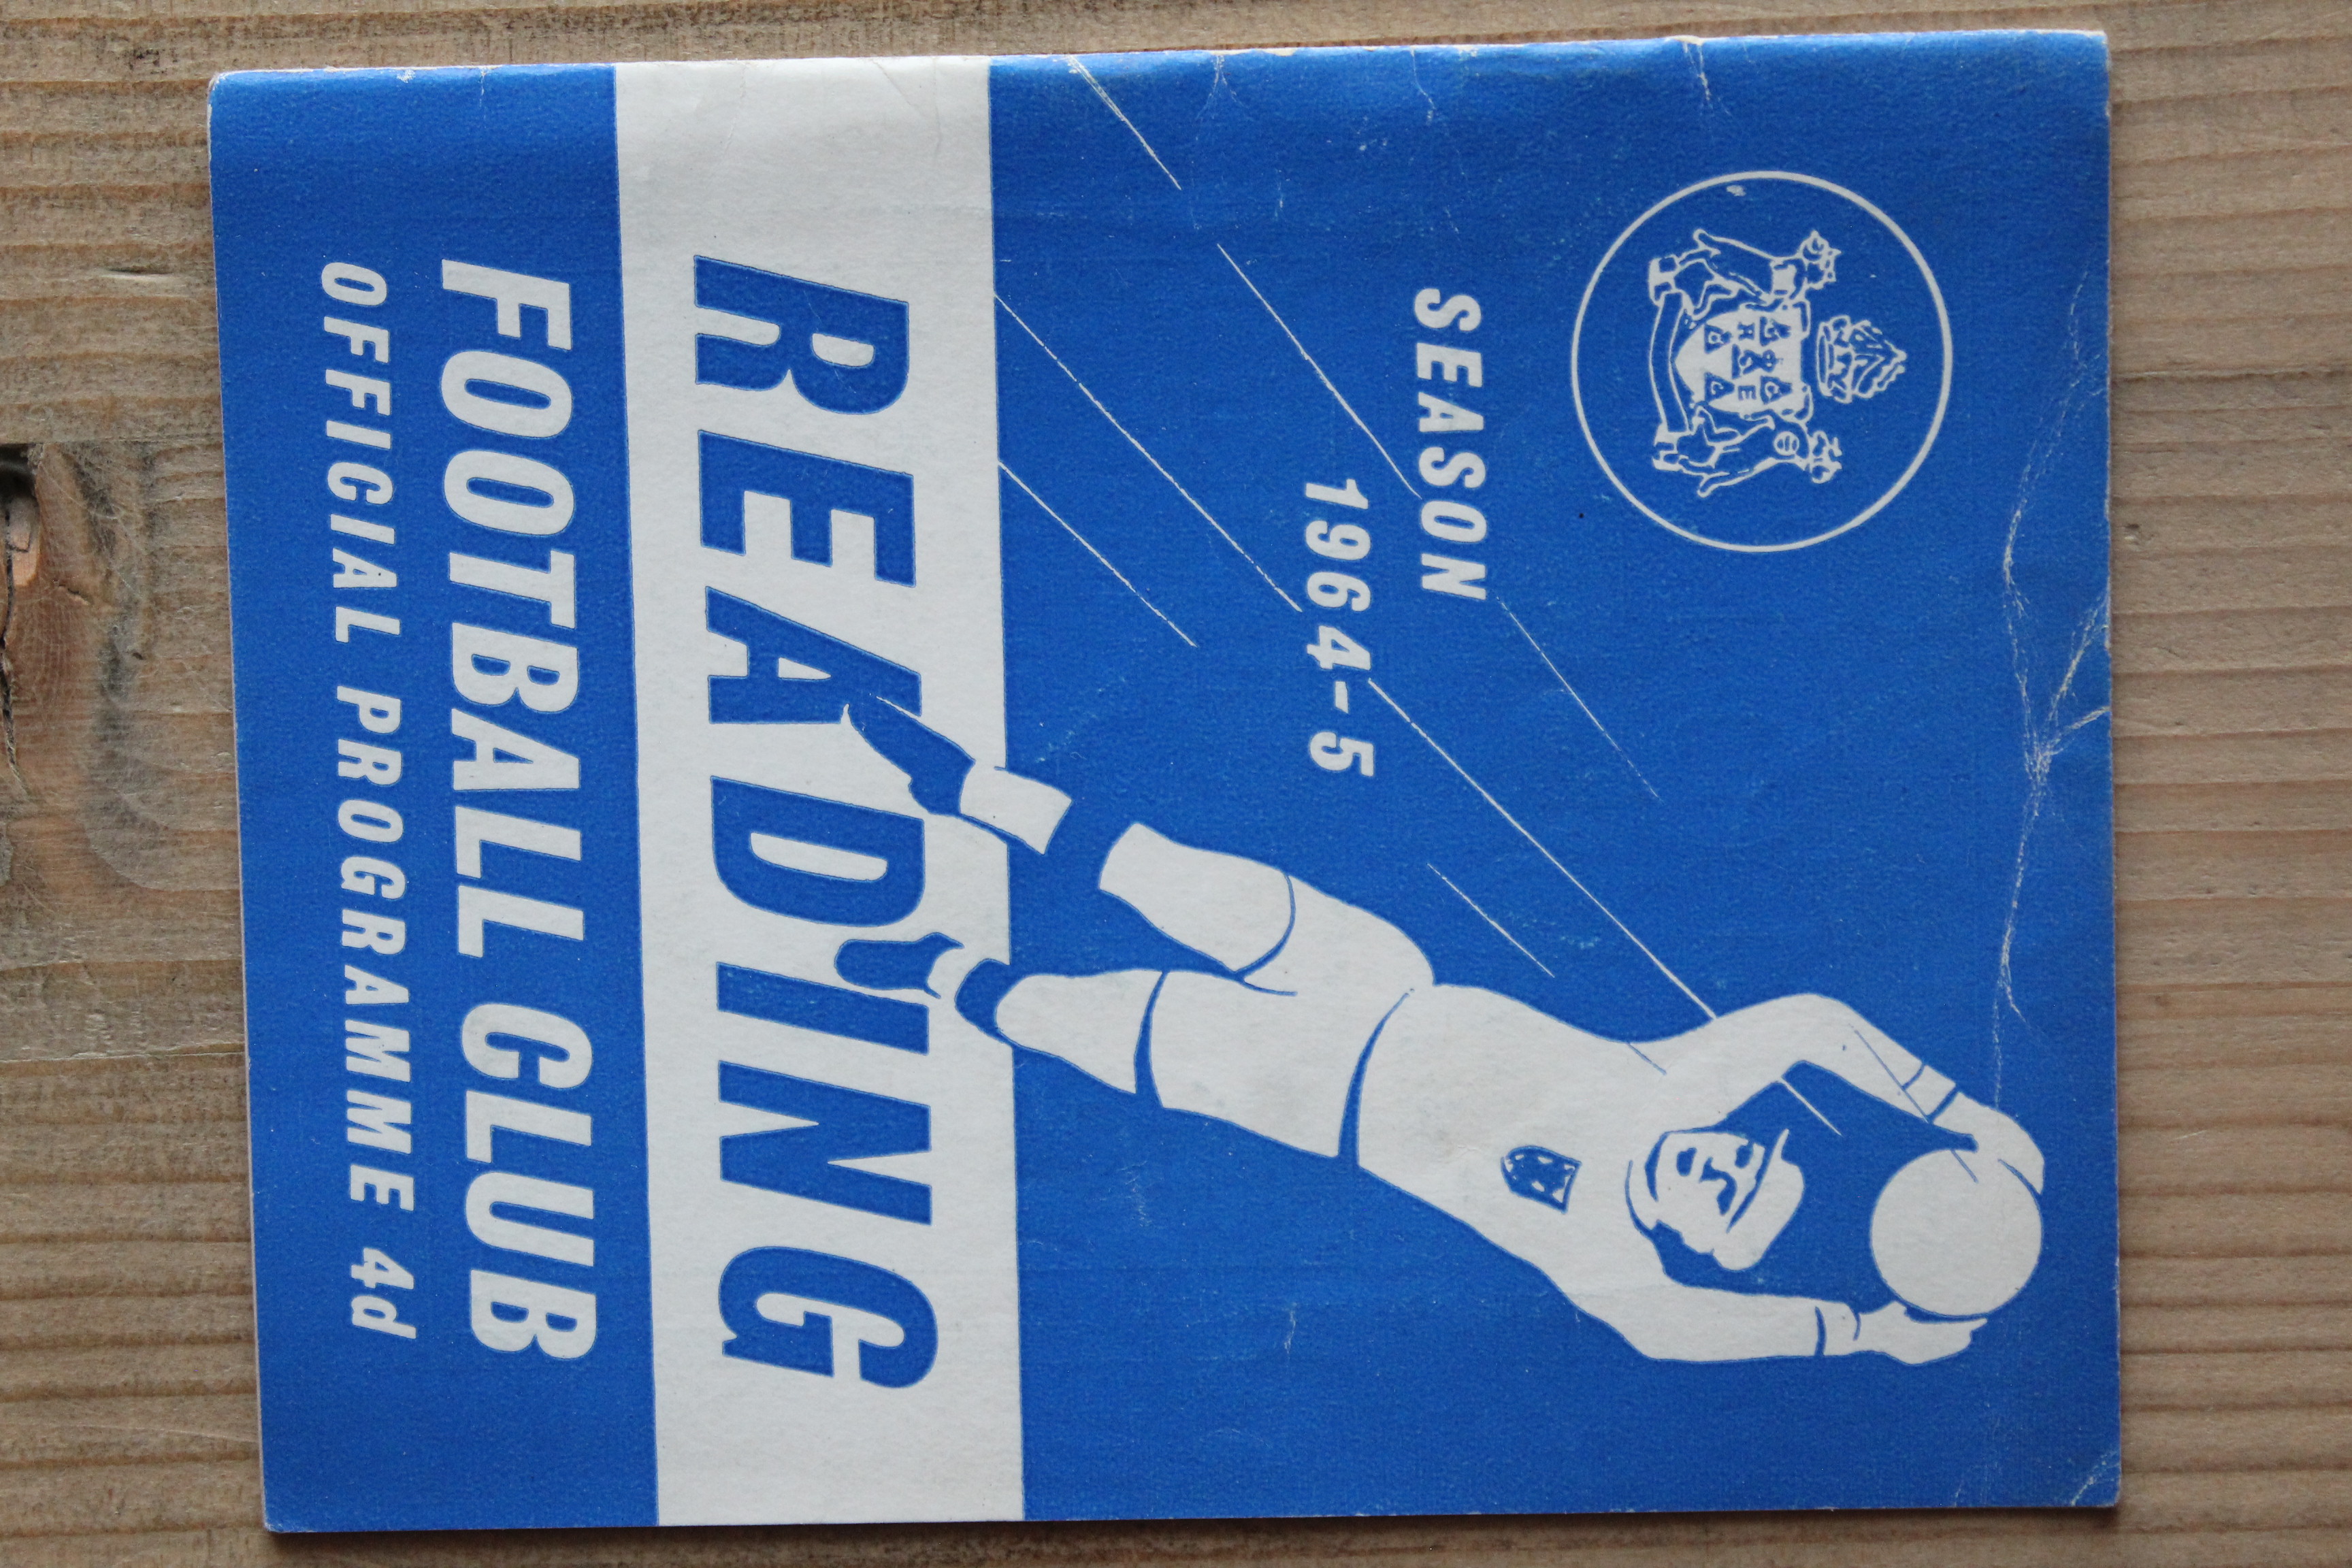 SEASON
1964-5
READING
FOOTBALL CLUB
OFFICIAL PROGRAMME 4d